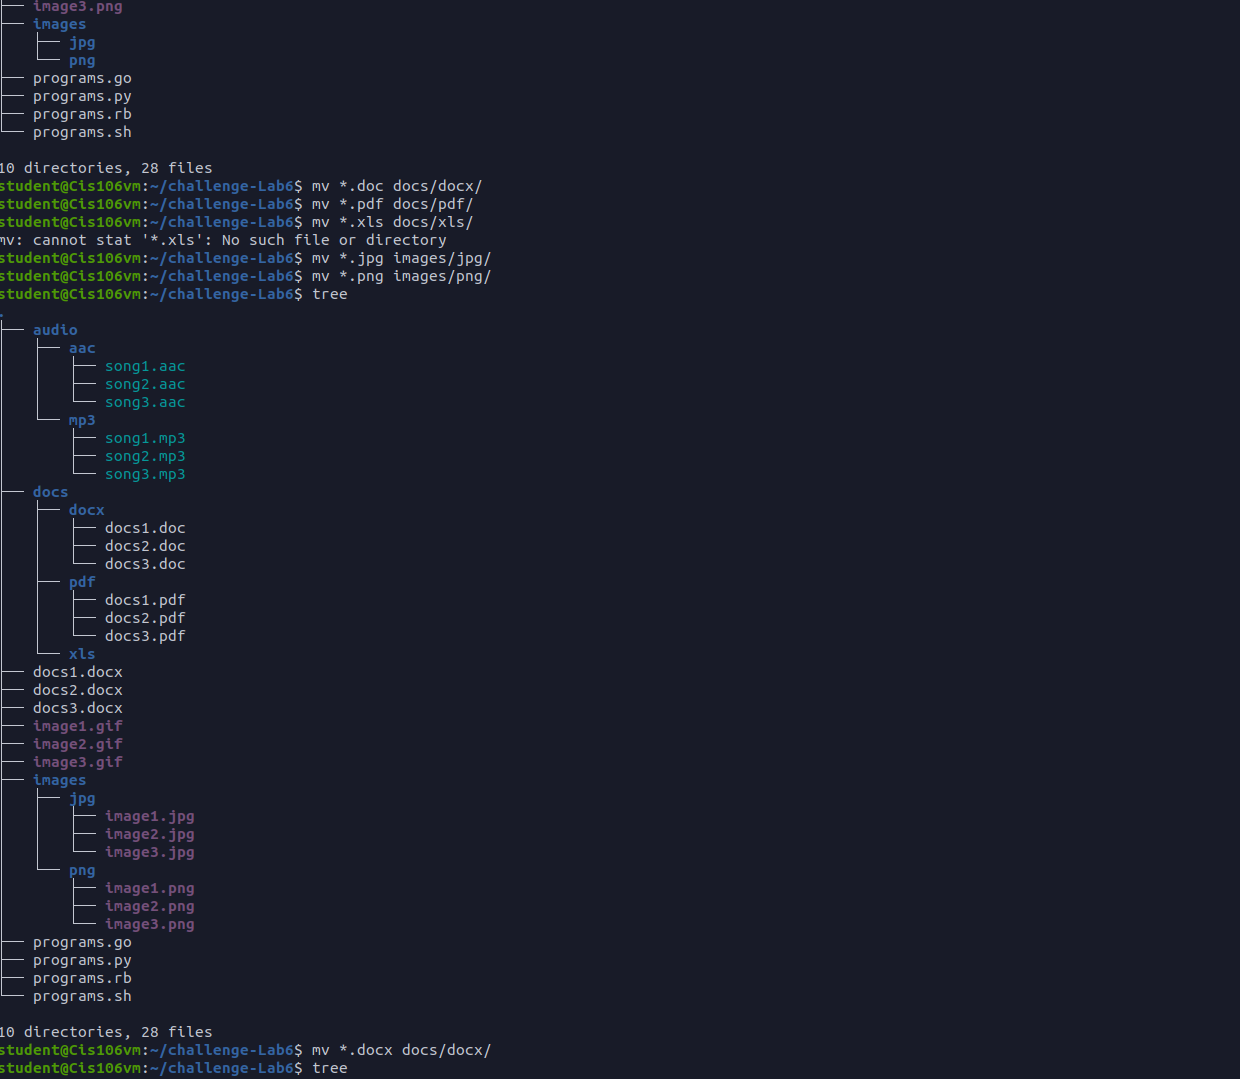 ├── image3.png
├── images
│   ├── jpg
│   └── png
├── programs.go
├── programs.py
├── programs.rb
└── programs.sh
10 directories, 28 files
student@Cis106vm:~/challenge-Lab6$ mv *.doc docs/docx/
student@Cis106vm:~/challenge-Lab6$ mv *.pdf docs/pdf/
student@Cis106vm:~/challenge-Lab6$ mv *.xls docs/xls/
mv: cannot stat '*.xls': No such file or directory
student@Cis106vm:~/challenge-Lab6$ mv *.jpg images/jpg/
student@Cis106vm:~/challenge-Lab6$ mv *.png images/png/
student@Cis106vm:~/challenge-Lab6$ tree
.
├── audio
│   ├── aac
│   │   ├── song1.aac
│   │   ├── song2.aac
│   │   └── song3.aac
│   └── mp3
│       ├── song1.mp3
│       ├── song2.mp3
│       └── song3.mp3
├── docs
│   ├── docx
│   │   ├── docs1.doc
│   │   ├── docs2.doc
│   │   └── docs3.doc
│   ├── pdf
│   │   ├── docs1.pdf
│   │   ├── docs2.pdf
│   │   └── docs3.pdf
│   └── xls
├── docs1.docx
├── docs2.docx
├── docs3.docx
├── image1.gif
├── image2.gif
├── image3.gif
├── images
│   ├── jpg
│   │   ├── image1.jpg
│   │   ├── image2.jpg
│   │   └── image3.jpg
│   └── png
│       ├── image1.png
│       ├── image2.png
│       └── image3.png
├── programs.go
├── programs.py
├── programs.rb
└── programs.sh
10 directories, 28 files
student@Cis106vm:~/challenge-Lab6$ mv *.docx docs/docx/
student@Cis106vm:~/challenge-Lab6$ tree